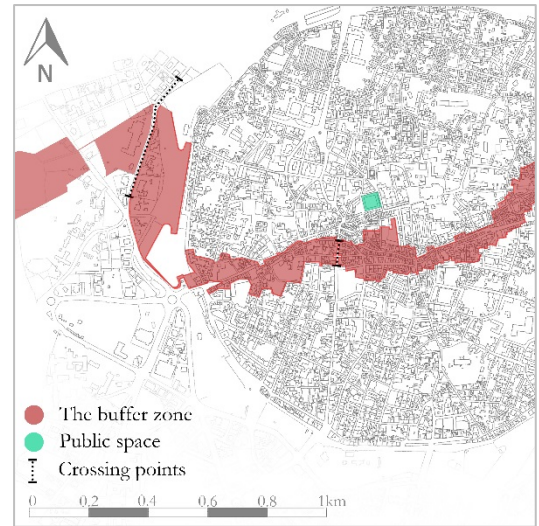 N
The buffer zone
Public space
Crossing points
0 0.2 0.4 0.6 0.8 1km